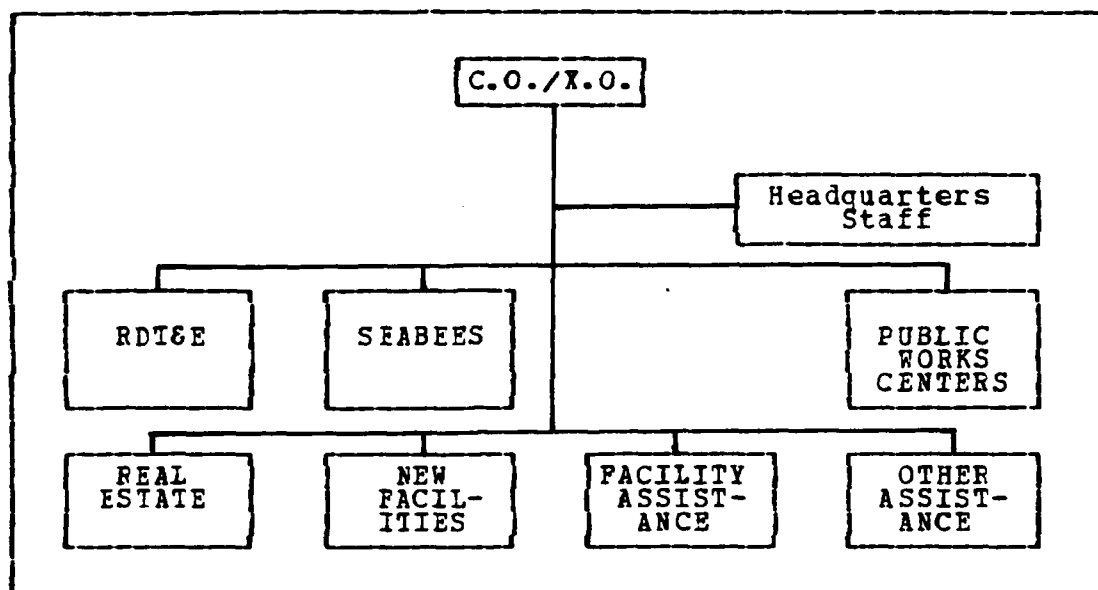 C.O./X.O.
Headquarters
Staff
RDT&E
SEABEES
PUBLIC
WORKS
CENTERS
REAL
ESTATE
NEW
FACIL-
ITIES
FACILITY
ASSIST-
ANCE
OTHER
ASSIST-
ANCE